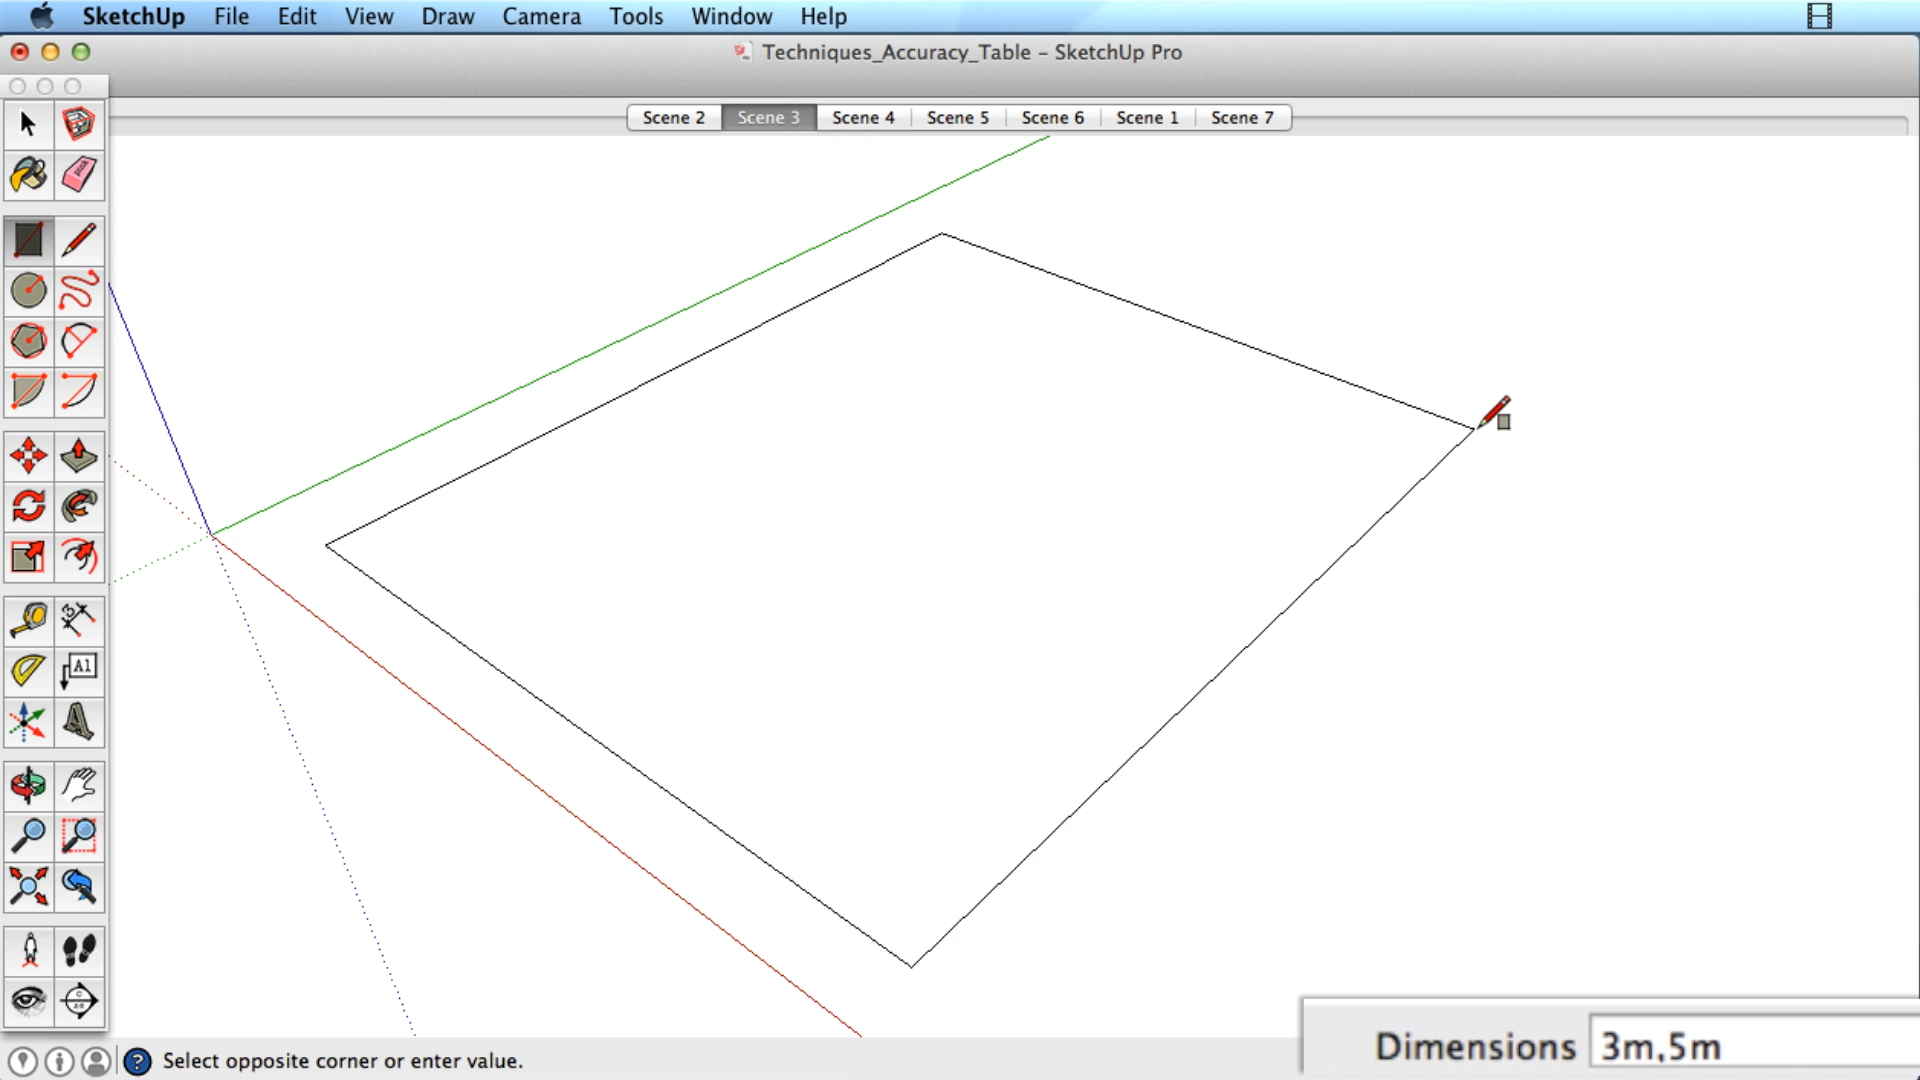 SketchUp File Edit View Draw Camera Tools Window Help
Techniques_Accuracy_Table – SketchUp Pro
Scene 2 Scene 3 Scene 4 Scene 5 Scene 6 Scene 1 Scene 7
A1
Dimensions 3m,5m
? Select opposite corner or enter value.